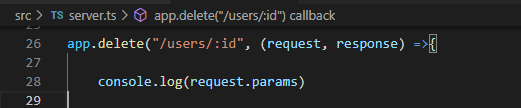 src > server.ts > app.delete("/users/:id") callback
26 app.delete("/users/:id", (request, response) =>{
27
28 console.log(request.params)
29